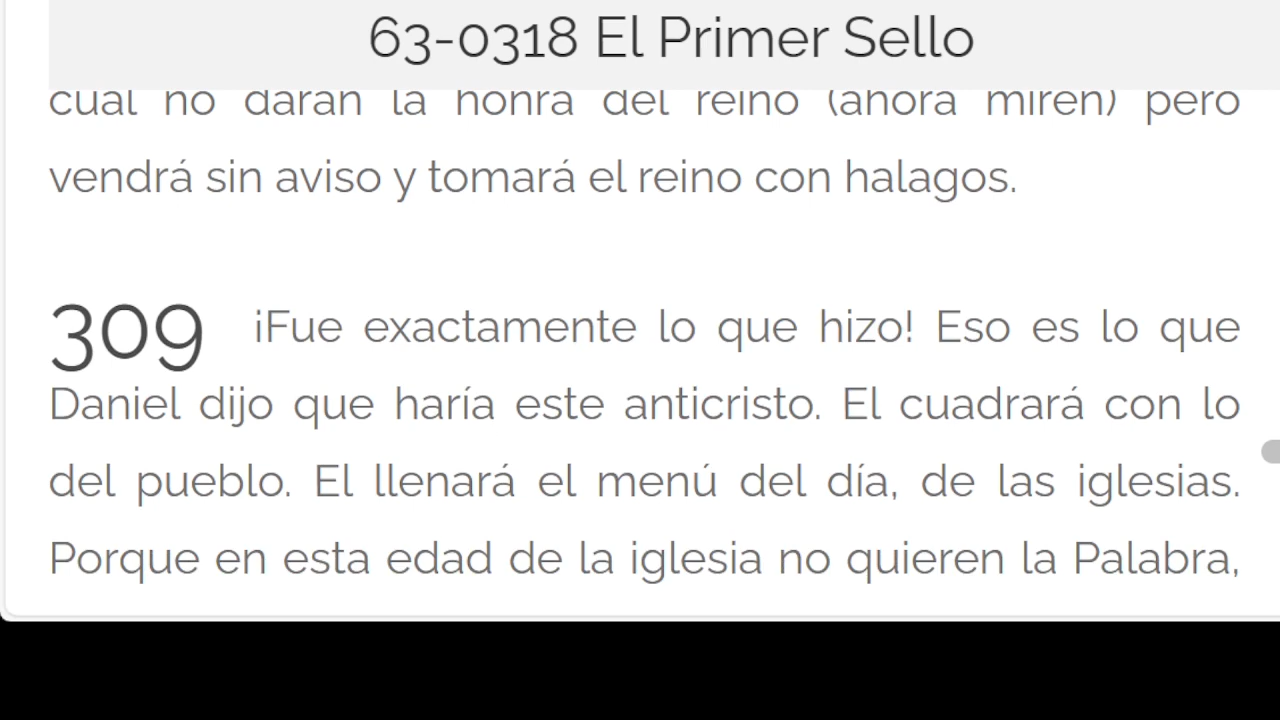 63-0318 El Primer Sello
cual no darán la honra del reino (ahora miren) pero
vendrá sin aviso y tomará el reino con halagos.
309 ¡Fue exactamente lo que hizo! Eso es lo que
Daniel dijo que haría este anticristo. El cuadrará con lo
del pueblo. El llenará el menú del día, de las iglesias.
Porque en esta edad de la iglesia no quieren la Palabra,